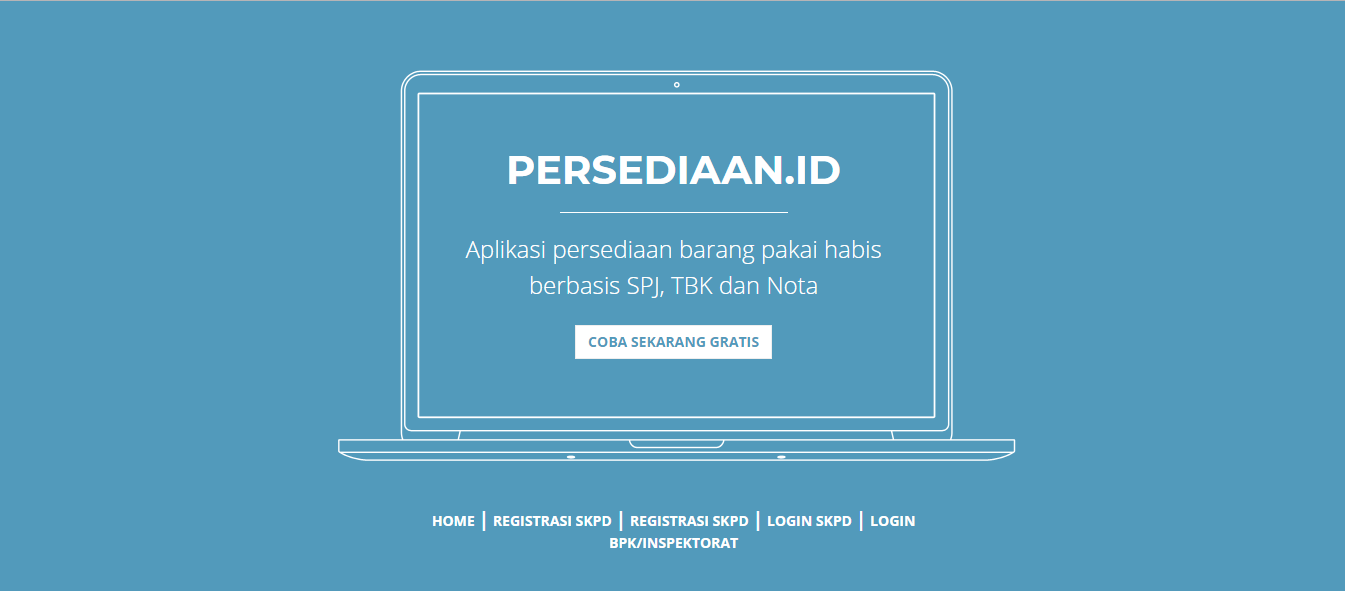 PERSEDIAAN.ID
Aplikasi persediaan barang pakai habis
berbasis SPJ, TBK dan Nota
COBA SEKARANG GRATIS
HOME | REGISTRASI SKPD | REGISTRASI SKPD | LOGIN SKPD | LOGIN
BPK/INSPEKTORAT